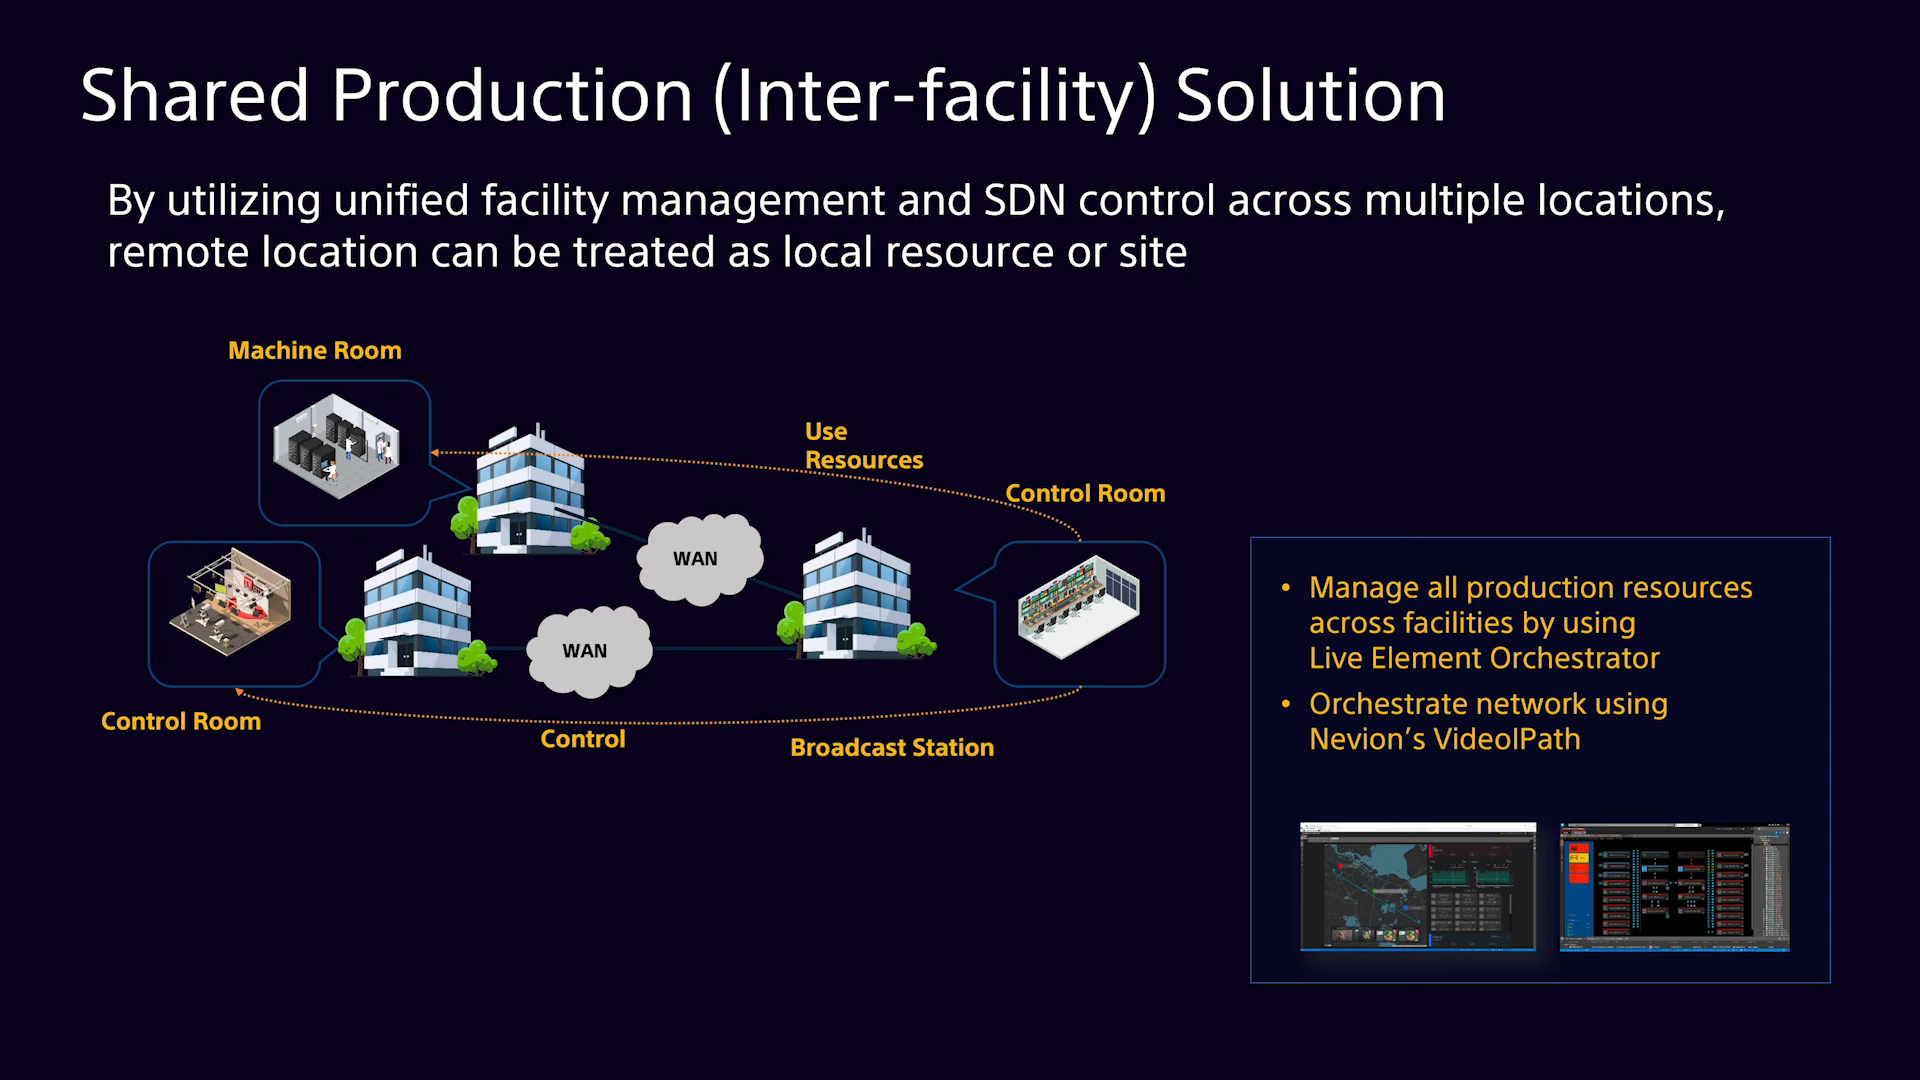 Shared Production (Inter-facility) Solution
By utilizing unified facility management and SDN control across multiple locations,
remote location can be treated as local resource or site
Machine Room
Use
Resources
Control Room
WAN
WAN
Control Room
Control
Broadcast Station
• Manage all production resources
across facilities by using
Live Element Orchestrator
• Orchestrate network using
Nevion’s VideoIPath